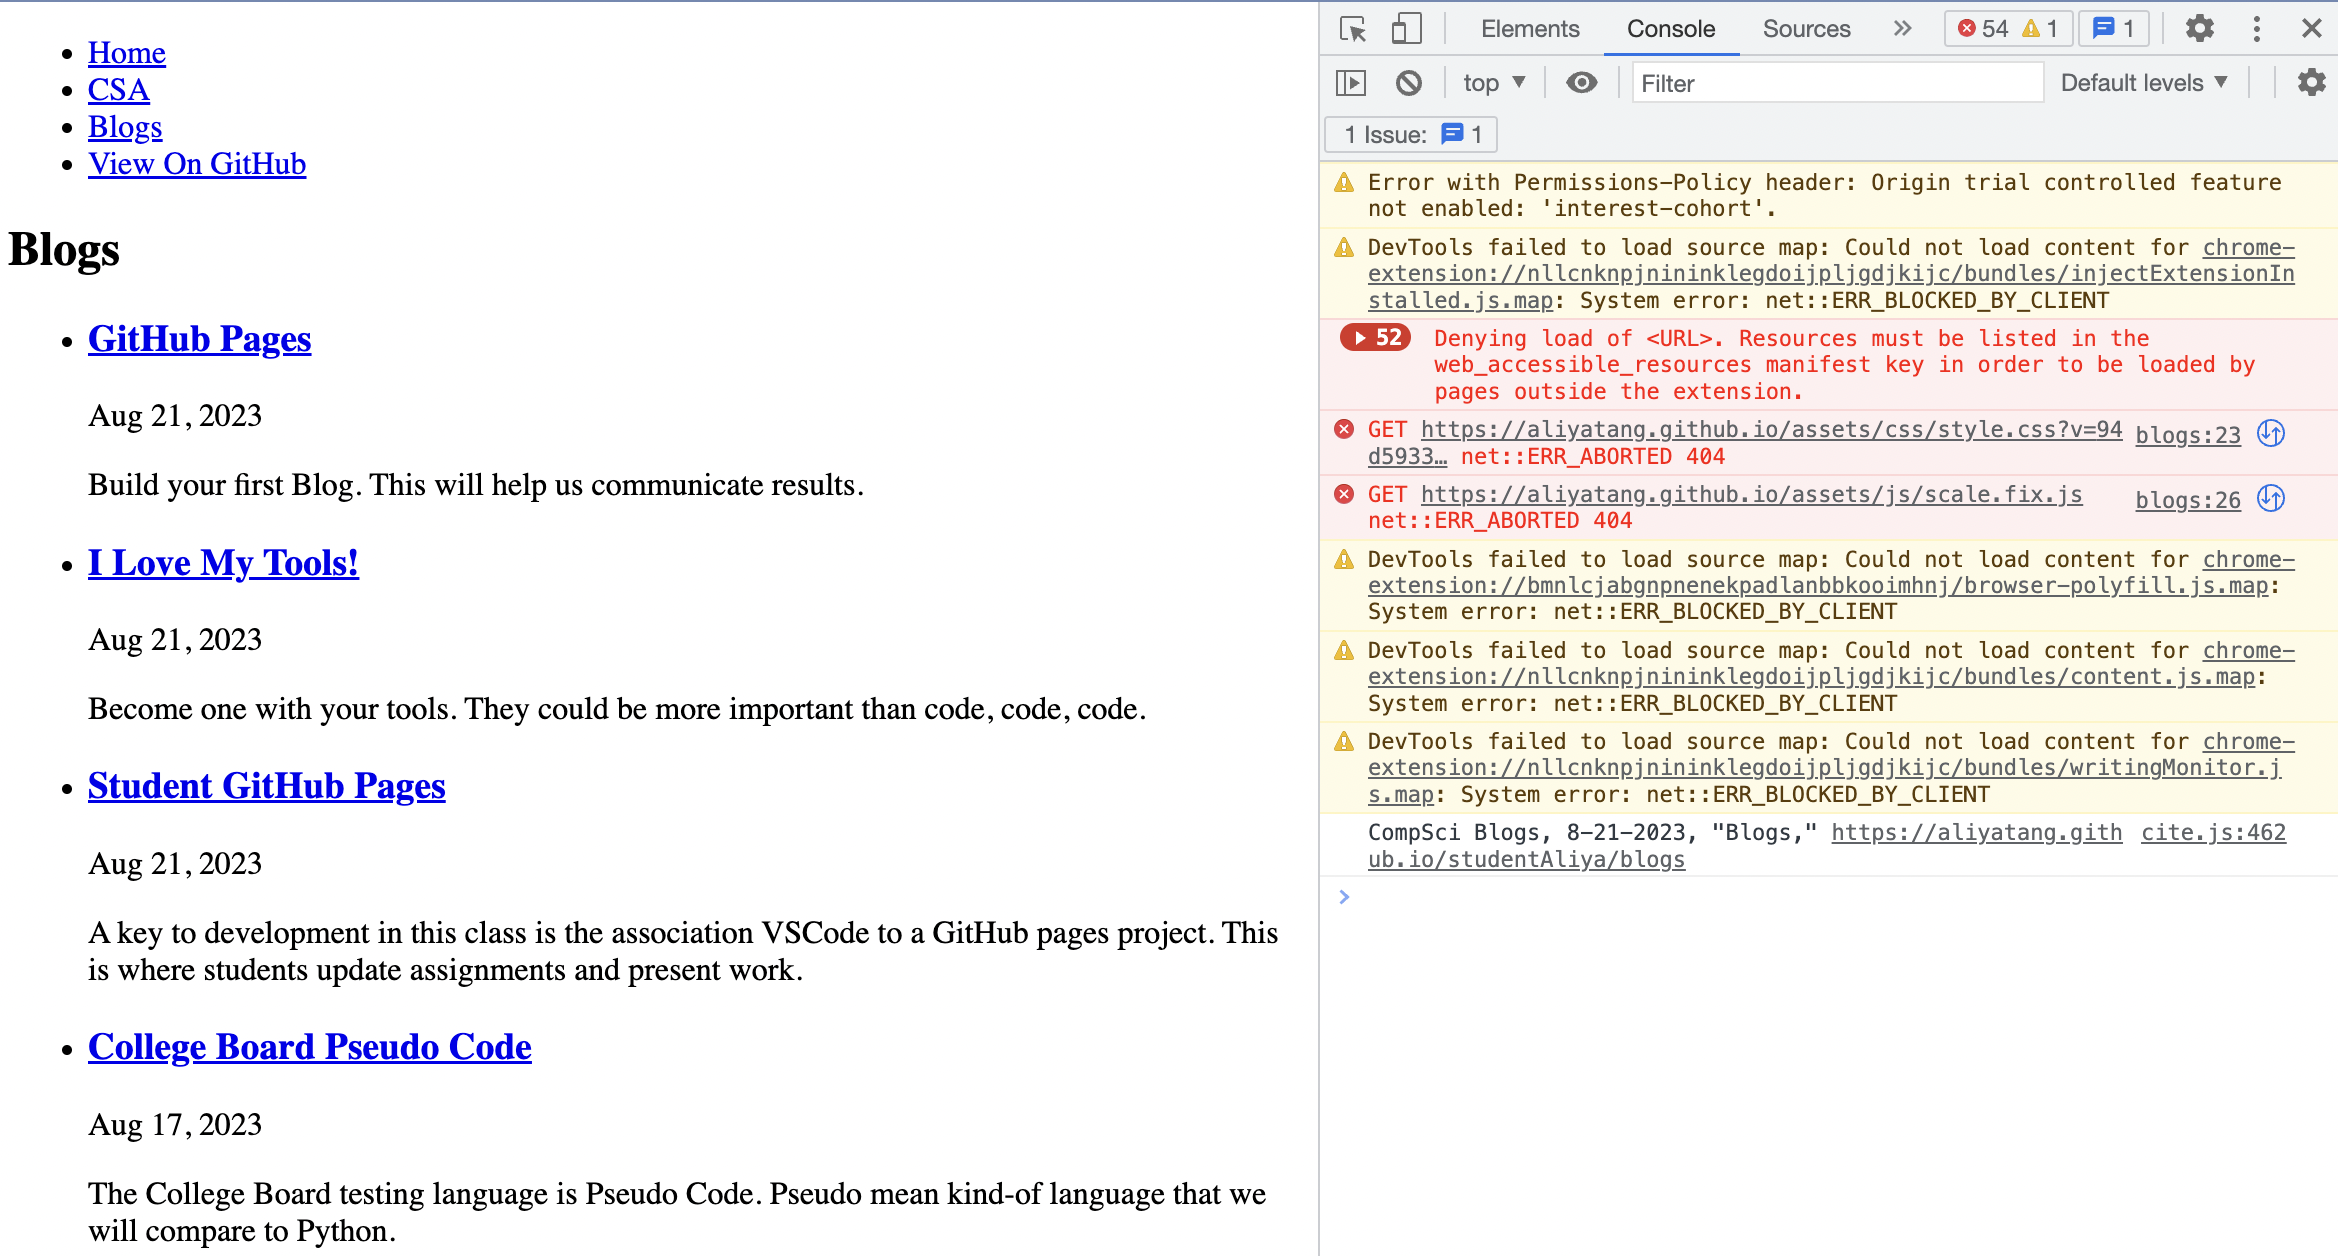 Home
CSA
Blogs
View On GitHub
Blogs
GitHub Pages
Aug 21, 2023
Build your first Blog. This will help us communicate results.
I Love My Tools!
Aug 21, 2023
Become one with your tools. They could be more important than code, code, code.
Student GitHub Pages
Aug 21, 2023
A key to development in this class is the association VSCode to a GitHub pages project. This
is where students update assignments and present work.
College Board Pseudo Code
Aug 17, 2023
The College Board testing language is Pseudo Code. Pseudo mean kind-of language that we
will compare to Python.
Elements Console Sources 54 1 1
top Filter Default levels
1 Issue: 1
Error with Permissions-Policy header: Origin trial controlled feature
not enabled: 'interest-cohort'.
DevTools failed to load source map: Could not load content for chrome-
extension://nllcnknpjnininklegdoijpljgdjkijc/bundles/injectExtensionIn
stalled.js.map: System error: net::ERR_BLOCKED_BY_CLIENT
52 Denying load of <URL>. Resources must be listed in the
web_accessible_resources manifest key in order to be loaded by
pages outside the extension.
GET https://aliyatang.github.io/assets/css/style.css?v=94 blogs:23
d5933… net::ERR_ABORTED 404
GET https://aliyatang.github.io/assets/js/scale.fix.js blogs:26
net::ERR_ABORTED 404
DevTools failed to load source map: Could not load content for chrome-
extension://bmnlcjabgnpnenekpadlanbbkooimhnj/browser-polyfill.js.map:
System error: net::ERR_BLOCKED_BY_CLIENT
DevTools failed to load source map: Could not load content for chrome-
extension://nllcnknpjnininklegdoijpljgdjkijc/bundles/content.js.map:
System error: net::ERR_BLOCKED_BY_CLIENT
DevTools failed to load source map: Could not load content for chrome-
extension://nllcnknpjnininklegdoijpljgdjkijc/bundles/writingMonitor.j
s.map: System error: net::ERR_BLOCKED_BY_CLIENT
CompSci Blogs, 8-21-2023, "Blogs," https://aliyatang.gith cite.js:462
ub.io/studentAliya/blogs